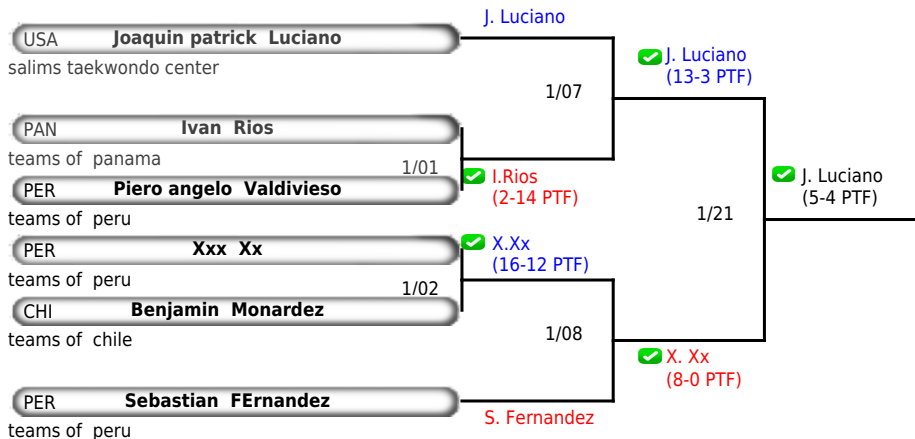 J. Luciano
USA Joaquin patrick Luciano
salims taekwondo center
J. Luciano
(13-3 PTF)
1/07
PAN Ivan Rios
teams of panama
1/01
I.Rios
(2-14 PTF)
PER Piero angelo Valdivieso
teams of peru
J. Luciano
(5-4 PTF)
1/21
PER Xxx Xx
teams of peru
X.Xx
(16-12 PTF)
1/02
CHI Benjamin Monardez
teams of chile
1/08
X. Xx
(8-0 PTF)
PER Sebastian FErnandez
teams of peru
S. Fernandez